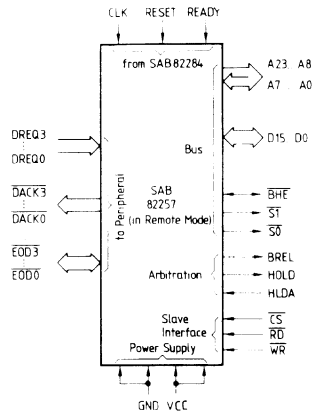 CLK RESET READY
from SAB 82284
A23 A8
A7 A0
DREQ3
DREQ0
Bus
D15 D0
DACK3
DACK0
to Peripheral
SAB
82257
(in Remote Mode)
BHE
S1
S0
EOD3
EOD0
Arbitration
BREL
HOLD
HLDA
Slave
Interface
CS
RD
WR
Power Supply
GND VCC